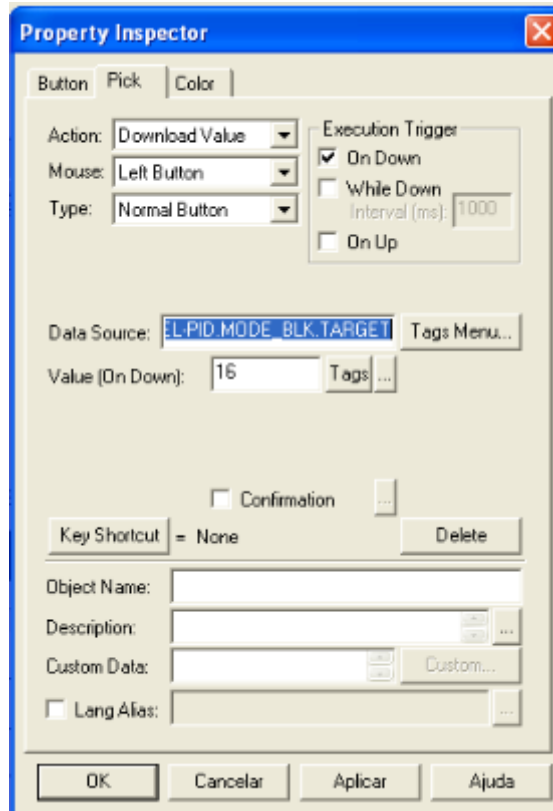 Property Inspector
Button Pick Color
Action: Download Value
Mouse: Left Button
Type: Normal Button
Execution Trigger
On Down
While Down
Interval (ms): 1000
On Up
Data Source: EL-PID.MODE_BLK.TARGET Tags Menu...
Value (On Down): 16 Tags ...
Confirmation ...
Key Shortcut = None Delete
Object Name:
Description: ...
Custom Data: Custom...
Lang Alias: ...
OK Cancelar Aplicar Ajuda